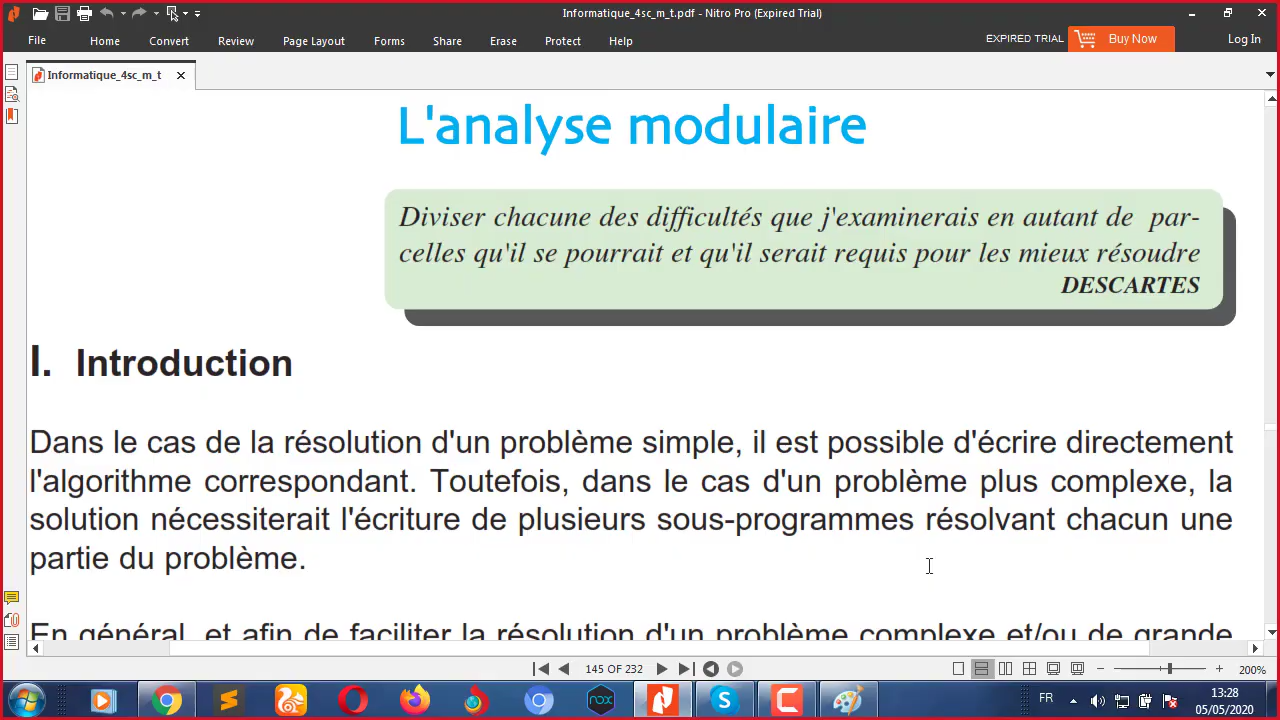 Informatique_4sc_m_t.pdf - Nitro Pro (Expired Trial)
File Home Convert Review Page Layout Forms Share Erase Protect Help EXPIRED TRIAL Buy Now Log In
Informatique_4sc_m_t
L'analyse modulaire
Diviser chacune des difficultés que j'examinerais en autant de par-
celles qu'il se pourrait et qu'il serait requis pour les mieux résoudre
DESCARTES
I. Introduction
Dans le cas de la résolution d'un problème simple, il est possible d'écrire directement
l'algorithme correspondant. Toutefois, dans le cas d'un problème plus complexe, la
solution nécessiterait l'écriture de plusieurs sous-programmes résolvant chacun une
partie du problème.
En général, et afin de faciliter la résolution d'un problème complexe et/ou de grande
145 OF 232
200%
nox
FR
13:28
05/05/2020